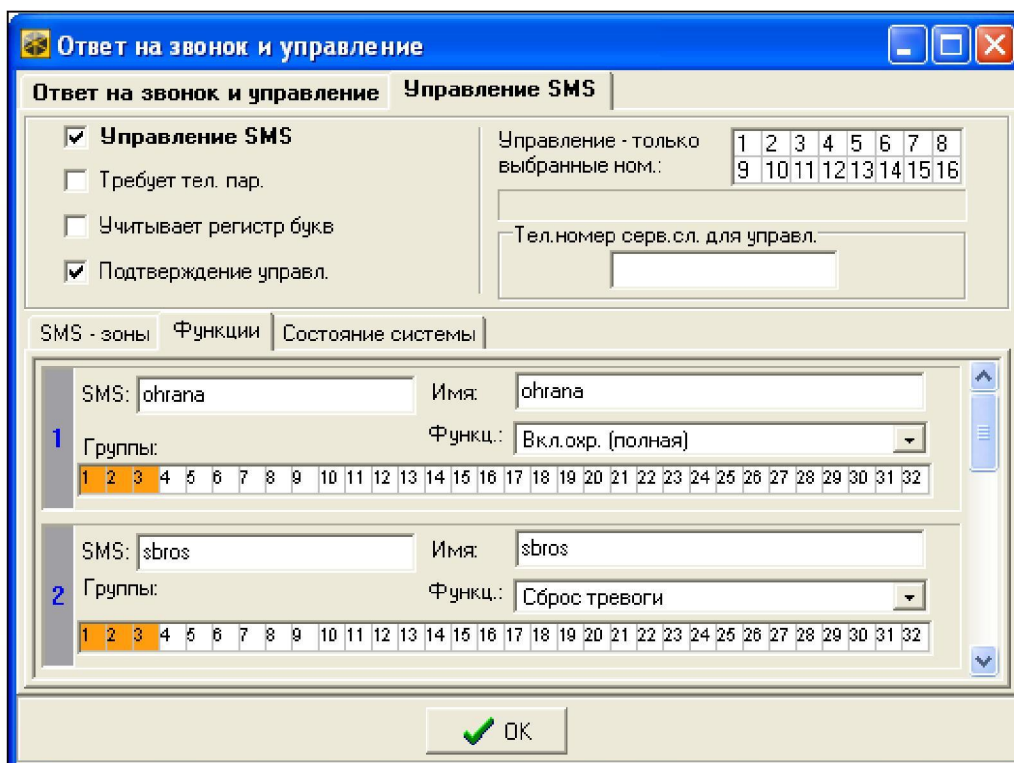 Ответ на звонок и управление
Ответ на звонок и управление Управление SMS
Управление SMS
Требует тел. пар.
Учитывает регистр букв
Подтверждение управл.
Управление - только
выбранные ном.:
1 2 3 4 5 6 7 8
9 10 11 12 13 14 15 16
Тел.номер серв.сл. для управл.
SMS - зоны Функции Состояние системы
1
SMS: ohrana Имя: ohrana
Группы: Функц.: Вкл.охр. (полная)
1 2 3 4 5 6 7 8 9 10 11 12 13 14 15 16 17 18 19 20 21 22 23 24 25 26 27 28 29 30 31 32
2
SMS: sbros Имя: sbros
Группы: Функц.: Сброс тревоги
1 2 3 4 5 6 7 8 9 10 11 12 13 14 15 16 17 18 19 20 21 22 23 24 25 26 27 28 29 30 31 32
OK